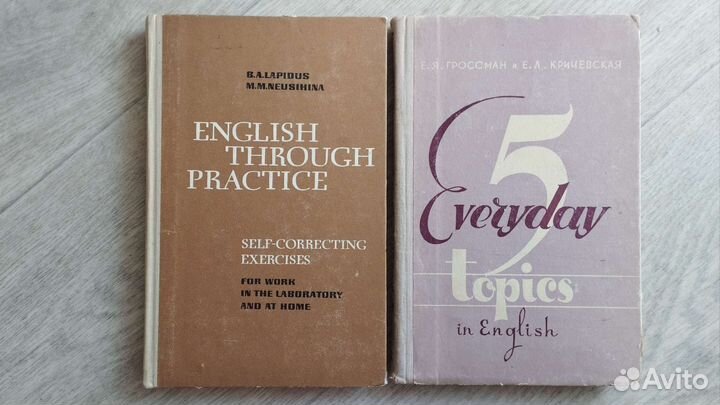 B.A.LAPIDUS
M.M.NEUSIHINA
ENGLISH
THROUGH
PRACTICE
SELF-CORRECTING
EXERCISES
FOR WORK
IN THE LABORATORY
AND AT HOME
Е.Я.ГРОССМАН и Е.Л.КРИЧЕВСКАЯ
5
Everyday
topics
in English
Avito